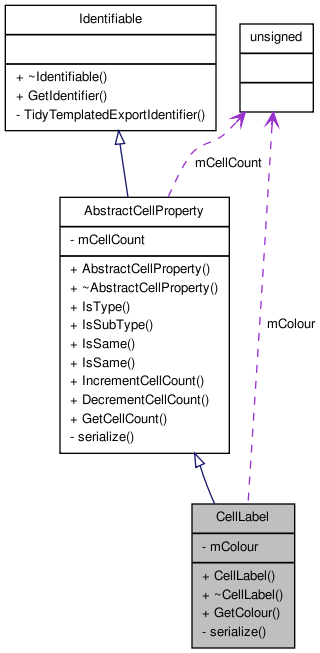 Identifiable
+ ~Identifiable()
+ GetIdentifier()
- TidyTemplatedExportIdentifier()
unsigned
mCellCount
AbstractCellProperty
- mCellCount
+ AbstractCellProperty()
+ ~AbstractCellProperty()
+ IsType()
+ IsSubType()
+ IsSame()
+ IsSame()
+ IncrementCellCount()
+ DecrementCellCount()
+ GetCellCount()
- serialize()
mColour
CellLabel
- mColour
+ CellLabel()
+ ~CellLabel()
+ GetColour()
- serialize()